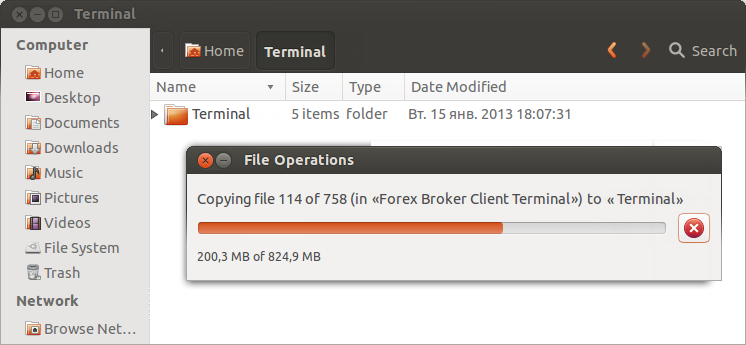 Terminal
Computer
Home
Desktop
Documents
Downloads
Music
Pictures
Videos
File System
Trash
Network
Browse Net…
Home Terminal Search
Name Size Type Date Modified
Terminal 5 items folder Вт. 15 янв. 2013 18:07:31
File Operations
Copying file 114 of 758 (in «Forex Broker Client Terminal») to « Terminal»
200,3 MB of 824,9 MB